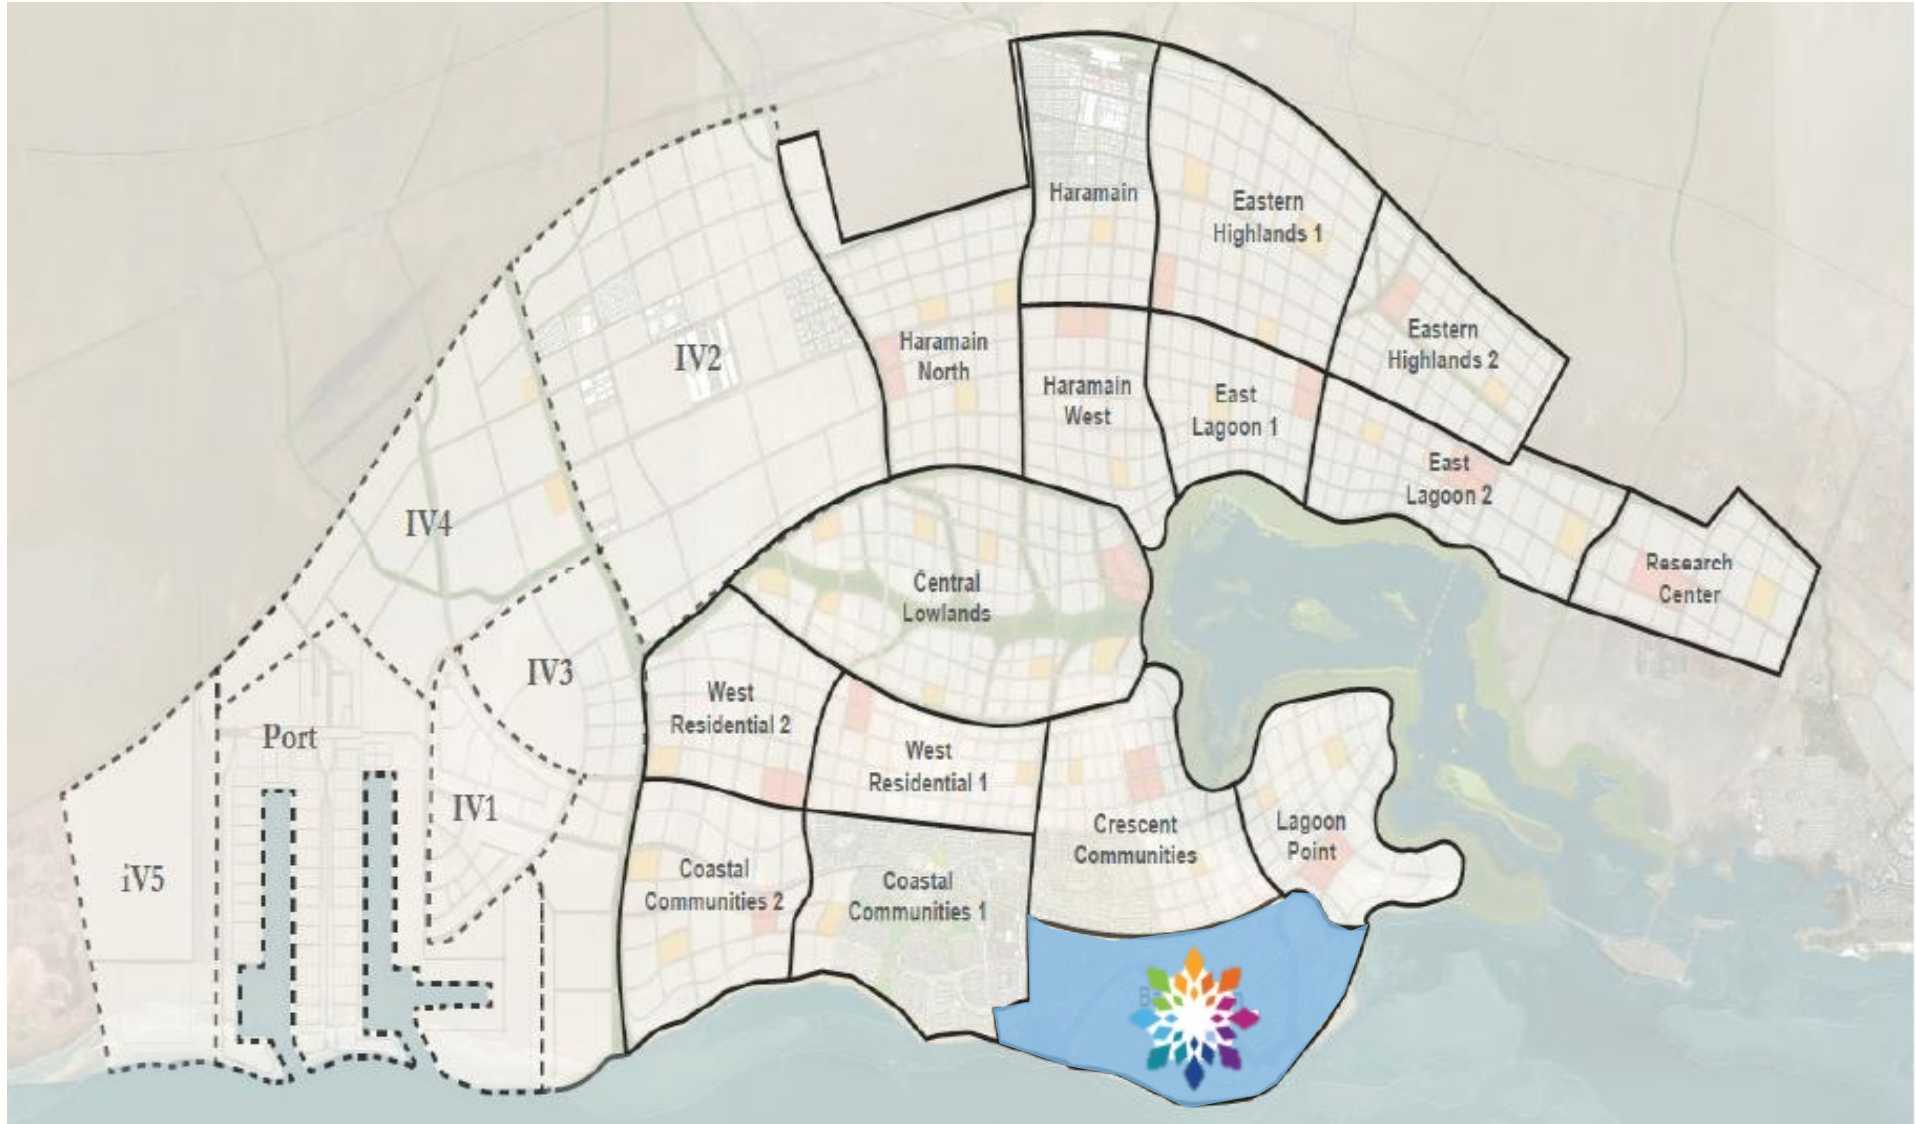 Haramain
Eastern
Highlands 1
Eastern
Highlands 2
IV2
Haramain
North
Haramain
West
East
Lagoon 1
East
Lagoon 2
IV4
Research
Center
Central
Lowlands
IV3
West
Residential 2
Port
West
Residential 1
IV1
Crescent
Communities
Lagoon
Point
iV5
Coastal
Communities 2
Coastal
Communities 1